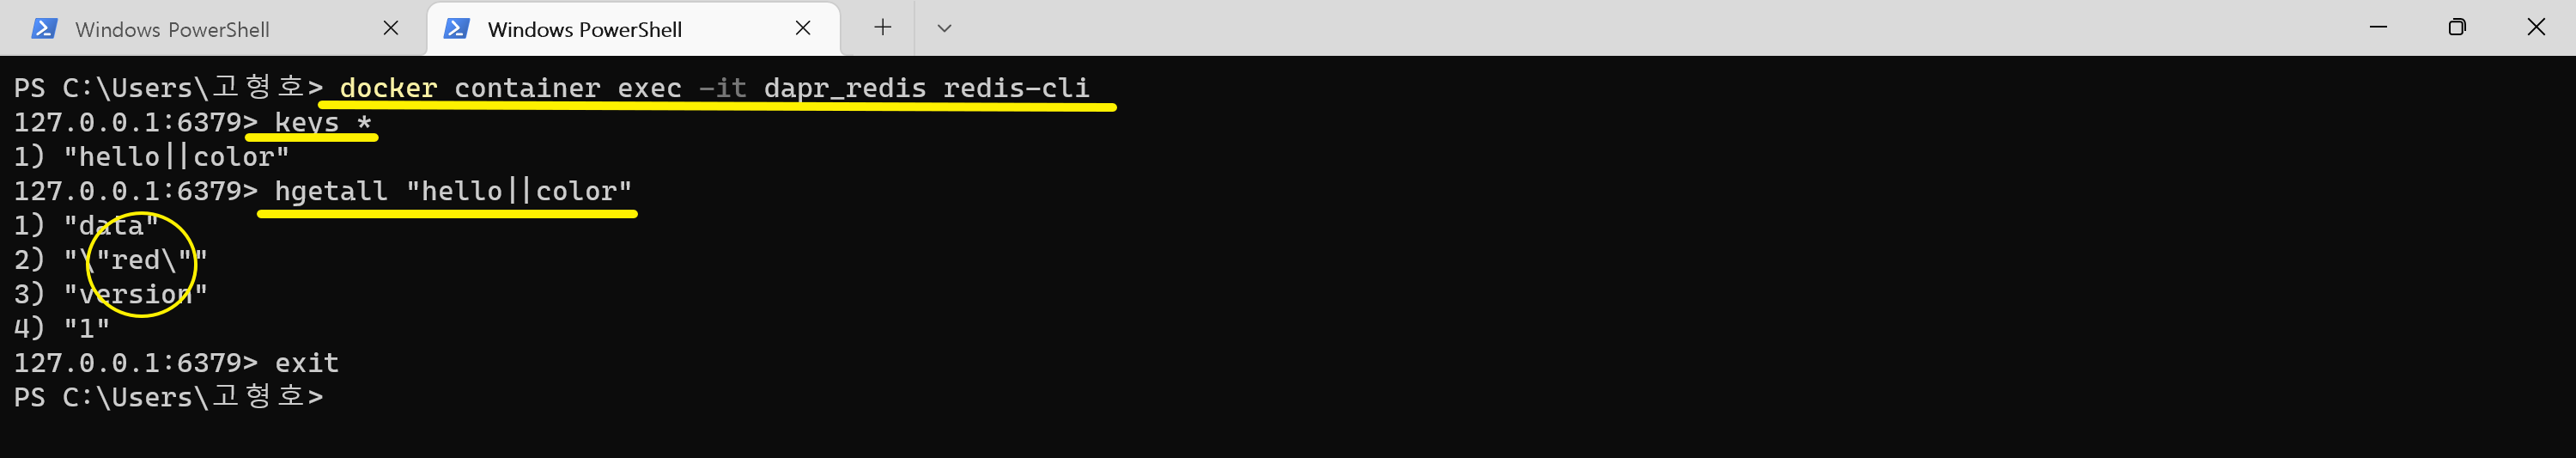 Windows PowerShell
Windows PowerShell
PS C:\Users\고형호> docker container exec -it dapr_redis redis-cli
127.0.0.1:6379> keys *
1) "hello||color"
127.0.0.1:6379> hgetall "hello||color"
1) "data"
2) "\"red\""
3) "version"
4) "1"
127.0.0.1:6379> exit
PS C:\Users\고형호>